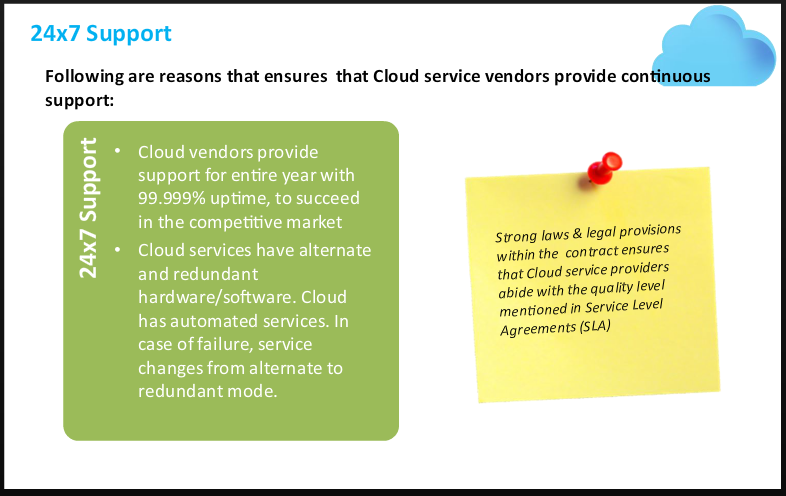 24x7 Support
Following are reasons that ensures  that Cloud service vendors provide continuous
support:
24x7 Support
• Cloud vendors provide
support for entire year with
99.999% uptime, to succeed
in the competitive market
• Cloud services have alternate
and redundant
hardware/software. Cloud
has automated services. In
case of failure, service
changes from alternate to
redundant mode.
Strong laws & legal provisions
within the  contract ensures
that Cloud service providers
abide with the quality level
mentioned in Service Level
Agreements (SLA)